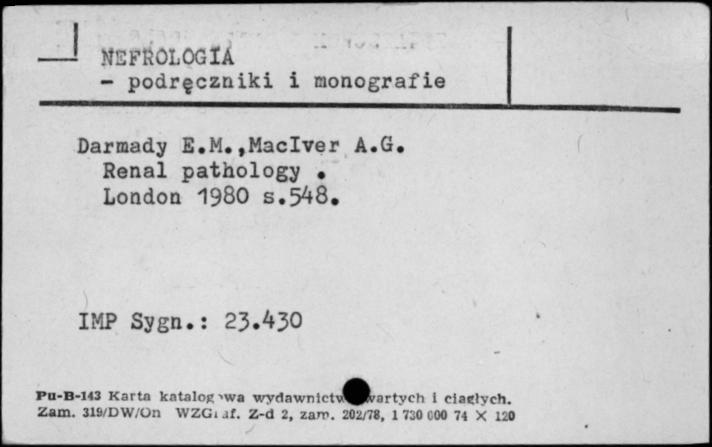 NEFROLOGIA
- podręczniki i monografie
Darmady E.M.,MacIver A.G.
Renal pathology .
London 1980 s.548.
IMP Sygn.: 23.430
Pu-B-143 Karta katalogowa wydawnictw zwartych i ciągłych.
Zam. 319/DW/On WZGraf. Z-d 2, zam. 202/78, 1 730 000 74 X 120